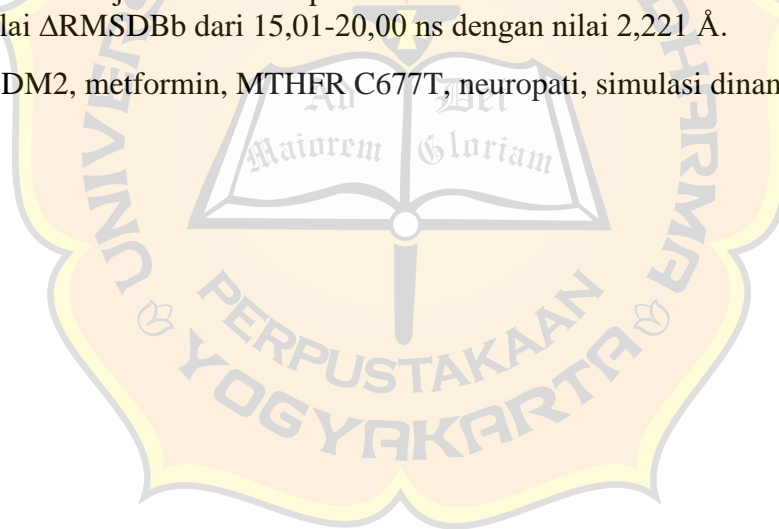 lai ΔRMSDBb dari 15,01-20,00 ns dengan nilai 2,221 Å.
DM2, metformin, MTHFR C677T, neuropati, simulasi dinam
Ad Dei
Maiorem Gloriam
PERPUSTAKAAN
YOGYAKARTA